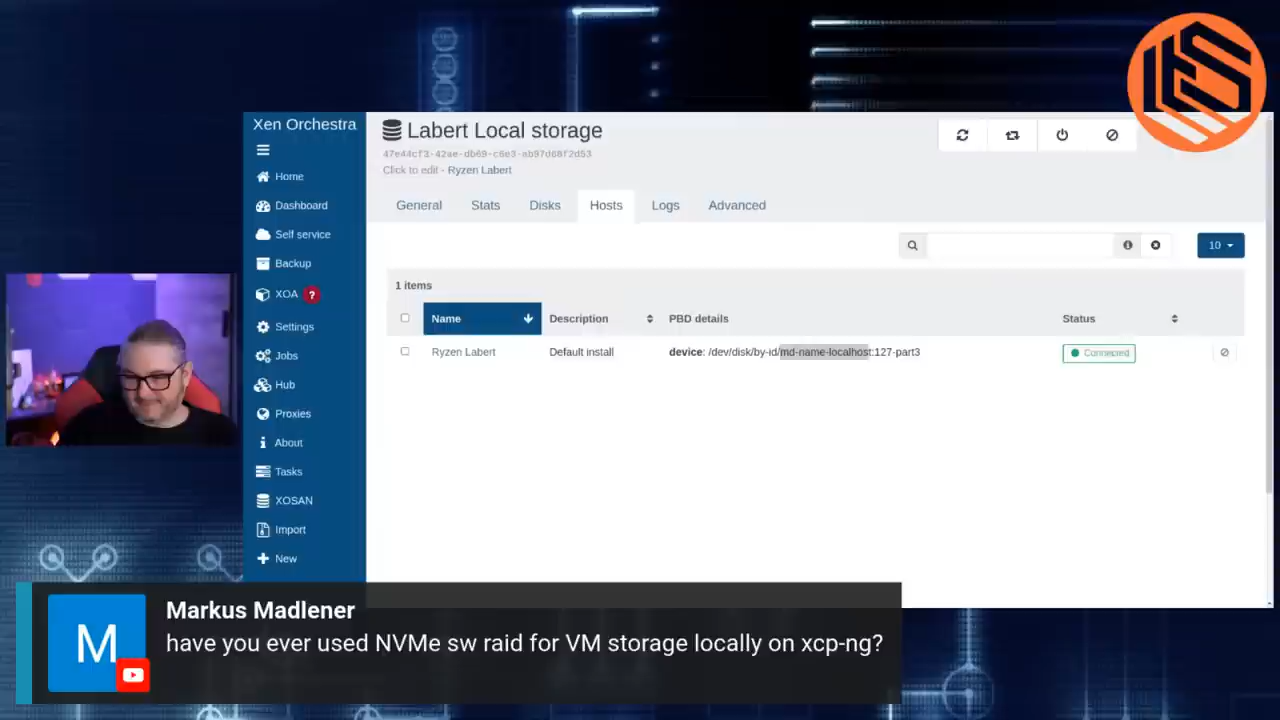 Xen Orchestra
Home
Dashboard
Self service
Backup
XOA ?
Settings
Jobs
Hub
Proxies
About
Tasks
XOSAN
Import
New
Labert Local storage
47e44cf3-42ae-db69-c6e3-ab97d68f2d53
Click to edit - Ryzen Labert
General Stats Disks Hosts Logs Advanced
10
1 items
Name Description PBD details Status
Ryzen Labert Default install device: /dev/disk/by-id/md-name-localhost:127-part3 Connected
M
Markus Madlener
have you ever used NVMe sw raid for VM storage locally on xcp-ng?